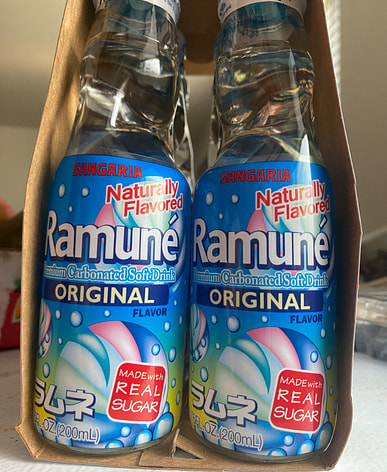 SANGARIA
Naturally
Flavored
Ramuné
Premium Carbonated Soft Drink
ORIGINAL
FLAVOR
MADE with
REAL
SUGAR
ラムネ
FL.OZ (200mL)
SANGARIA
Naturally
Flavored
Ramuné
Premium Carbonated Soft Drink
ORIGINAL
FLAVOR
MADE with
REAL
SUGAR
ラムネ
FL.OZ (200mL)